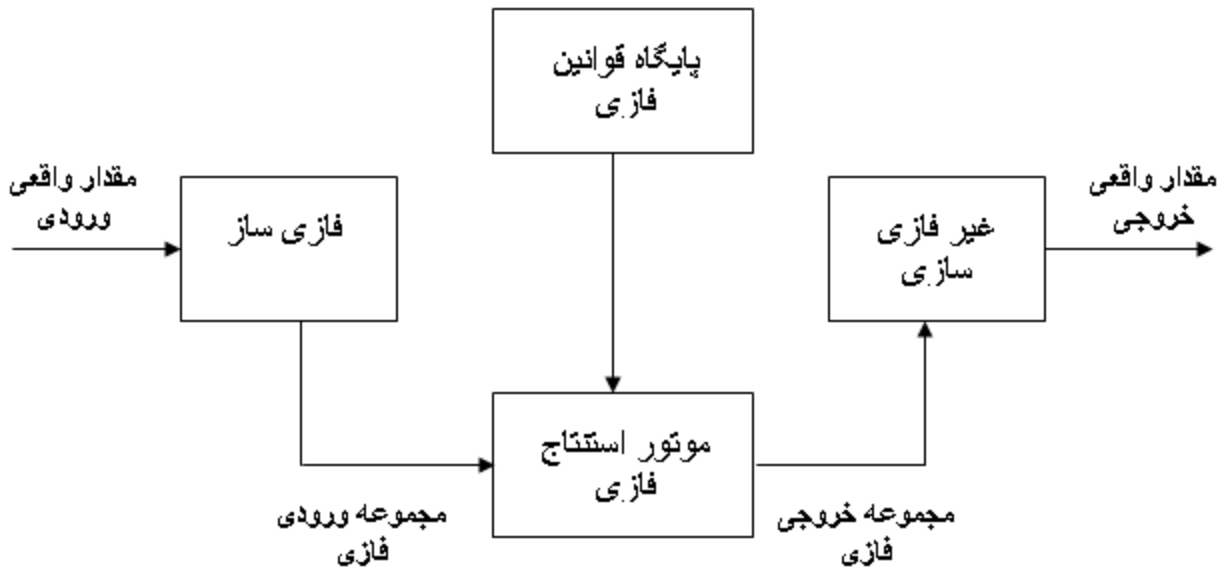 پایگاه قوانین
فازی
مقدار واقعی
ورودی
فازی ساز
غیر فازی
سازی
مقدار واقعی
خروجی
موتور استنتاج
فازی
مجموعه ورودی
فازی
مجموعه خروجی
فازی